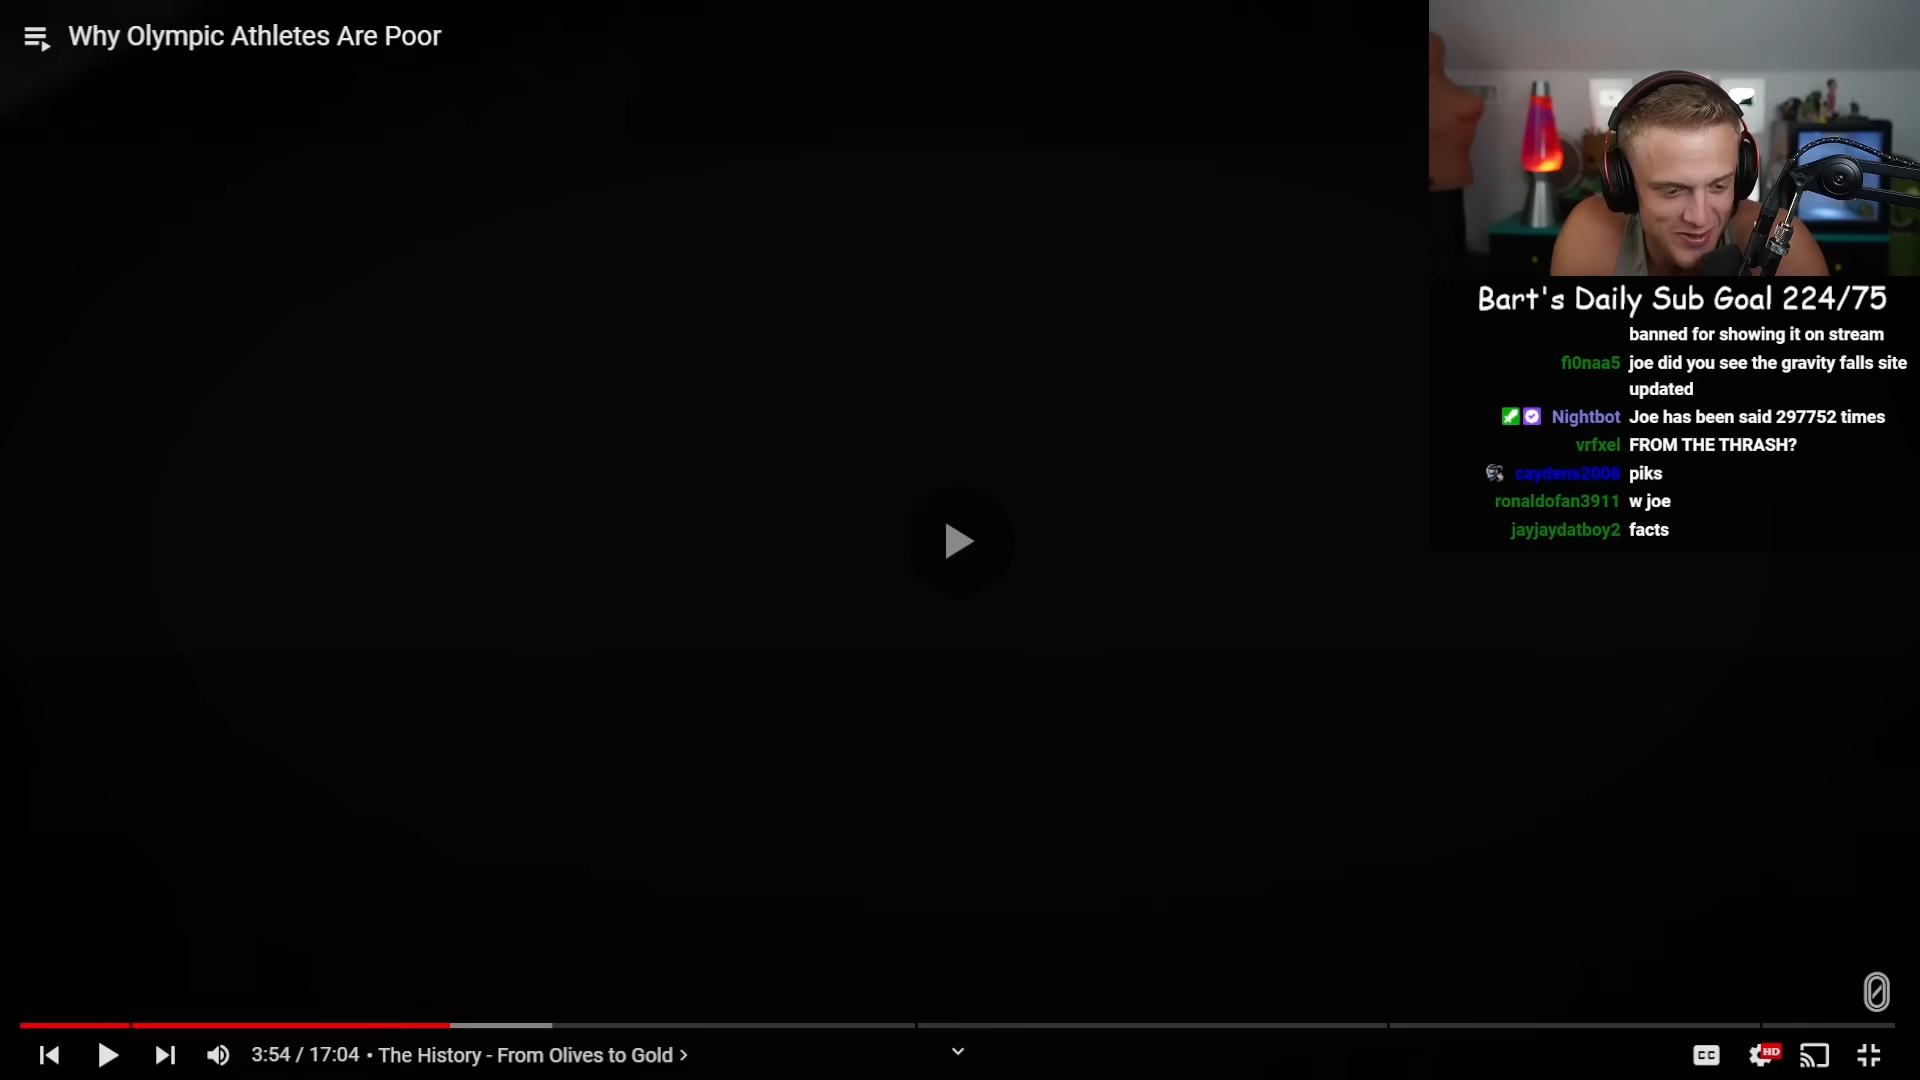 Why Olympic Athletes Are Poor
Bart's Daily Sub Goal 224/75
banned for showing it on stream
fi0naa5 joe did you see the gravity falls site
updated
Nightbot Joe has been said 297752 times
vrfxel FROM THE THRASH?
caydens2008 piks
ronaldofan3911 w joe
jayjaydatboy2 facts
3:54 / 17:04 • The History - From Olives to Gold
CC
HD